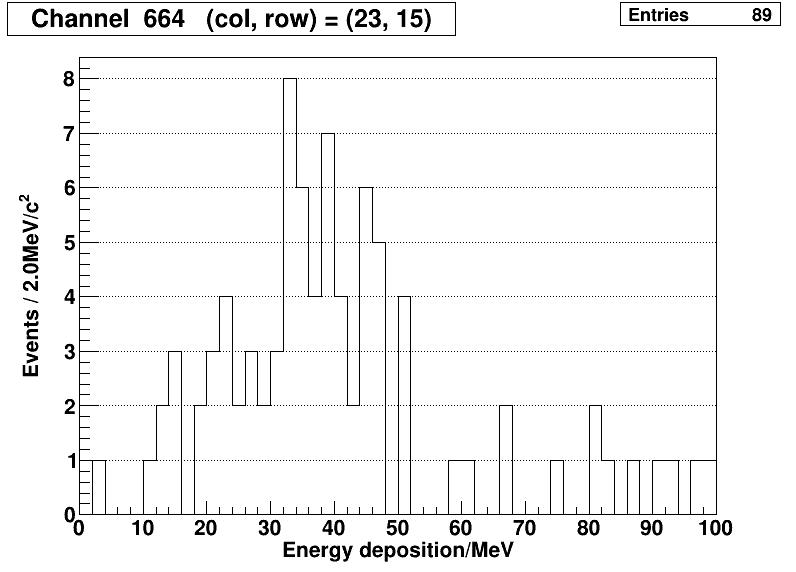 Channel  664   (col, row) = (23, 15)
Entries 89
Events / 2.0MeV/c²
8
7
6
5
4
3
2
1
0
0 10 20 30 40 50 60 70 80 90 100
Energy deposition/MeV